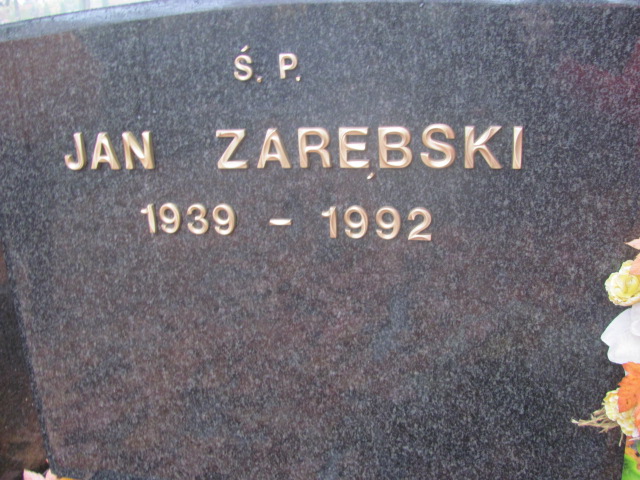 Ś. P.
JAN ZARĘBSKI
1939 - 1992